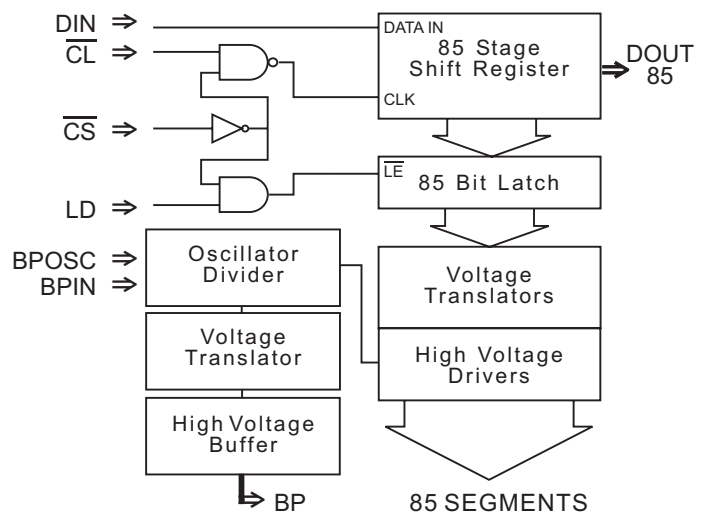 DIN
DATA IN
85 Stage
Shift Register
DOUT
85
CL
CLK
CS
LE
85 Bit Latch
LD
BPOSC
BPIN
Oscillator
Divider
Voltage
Translators
Voltage
Translator
High Voltage
Drivers
High Voltage
Buffer
BP
85 SEGMENTS